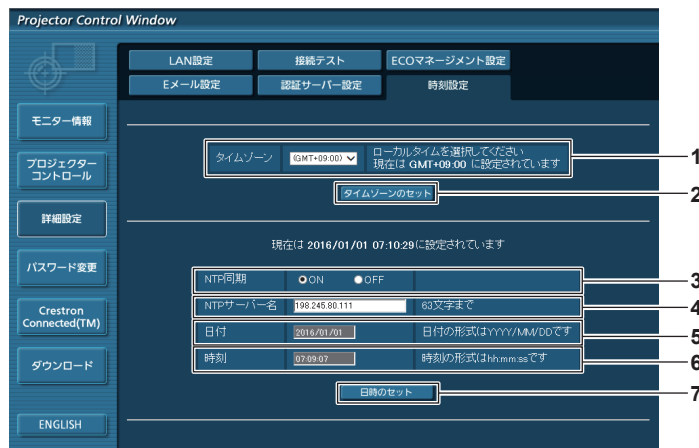 Projector Control Window
LAN設定 接続テスト ECOマネージメント設定
Eメール設定 認証サーバー設定 時刻設定
モニター情報
プロジェクター
コントロール
詳細設定
パスワード変更
Crestron
Connected(TM)
ダウンロード
ENGLISH
タイムゾーン (GMT+09:00) ローカルタイムを選択してください
現在は GMT+09:00 に設定されています
1
タイムゾーンのセット
2
現在は 2016/01/01 07:10:29に設定されています
NTP同期 ON OFF
3
NTPサーバー名 198.245.80.111 63文字まで
4
日付 2016/01/01 日付の形式はYYYY/MM/DDです
5
時刻 07:09:07 時刻の形式はhh:mm:ssです
6
日時のセット
7